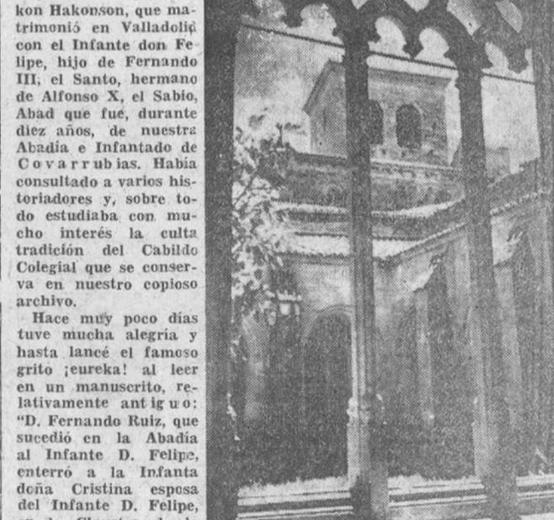 kon Hakonson, que ma-
trimonió en Valladolid
con el Infante don Fe-
lipe, hijo de Fernando
III, el Santo, hermano
de Alfonso X, el Sabio,
Abad que fué, durante
diez años, de nuestra
Abadía e Infantado de
Covarrubias. Había
consultado a varios his-
toriadores y, sobre to-
do estudiaba con mu-
cho interés la culta
tradición del Cabildo
Colegial que se conser-
va en nuestro copioso
archivo.
Hace muy poco días
tuve mucha alegría y
hasta lancé el famoso
grito ¡eureka! al leer
en un manuscrito, re-
lativamente antiguo:
"D. Fernando Ruiz, que
sucedió en la Abadía
al Infante D. Felipe,
enterró a la Infanta
doña Cristina esposa
del Infante D. Felipe,